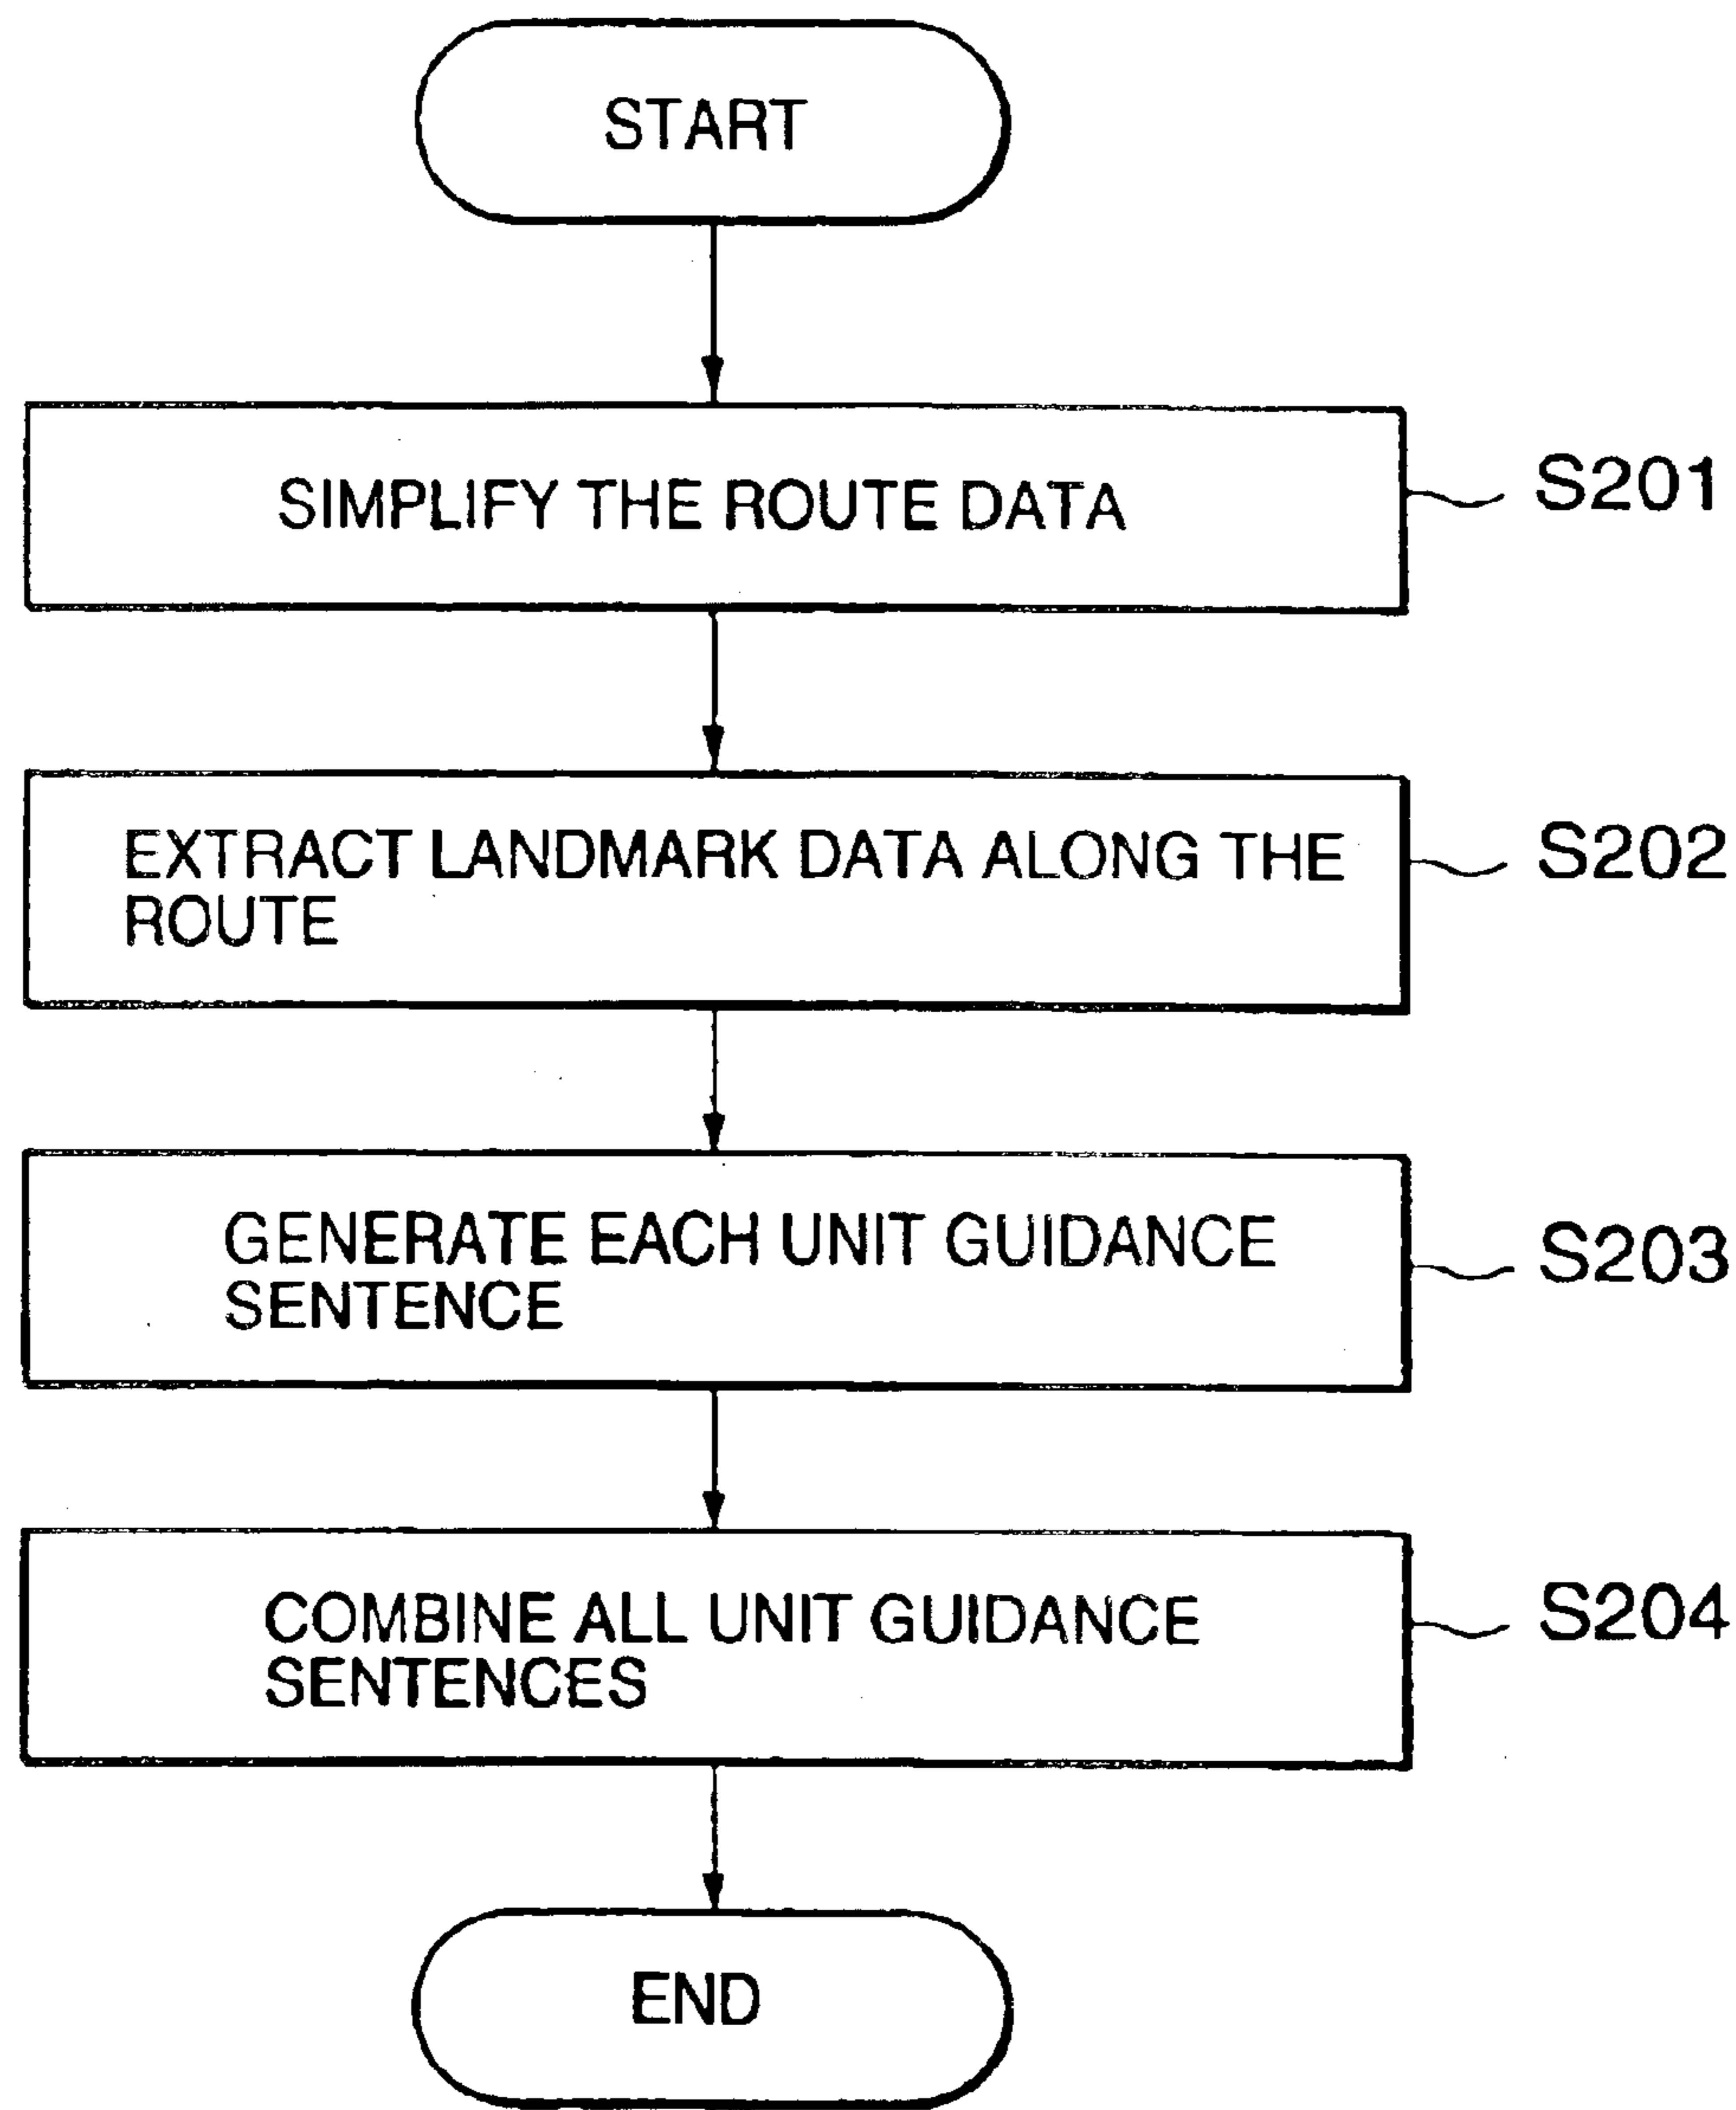 START
SIMPLIFY THE ROUTE DATA
S201
EXTRACT LANDMARK DATA ALONG THE
ROUTE
S202
GENERATE EACH UNIT GUIDANCE
SENTENCE
S203
COMBINE ALL UNIT GUIDANCE
SENTENCES
S204
END